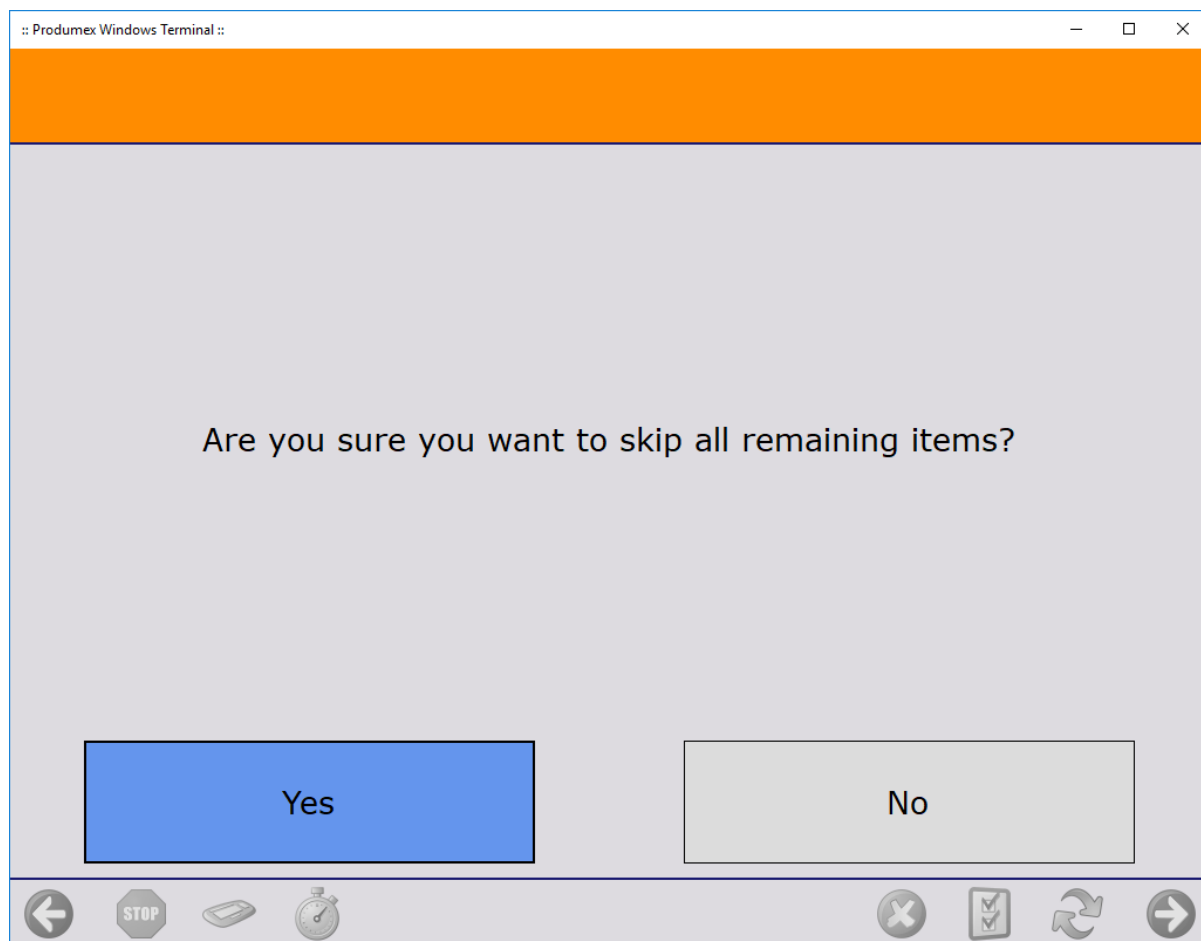 :: Produmex Windows Terminal ::
Are you sure you want to skip all remaining items?
Yes
No
STOP